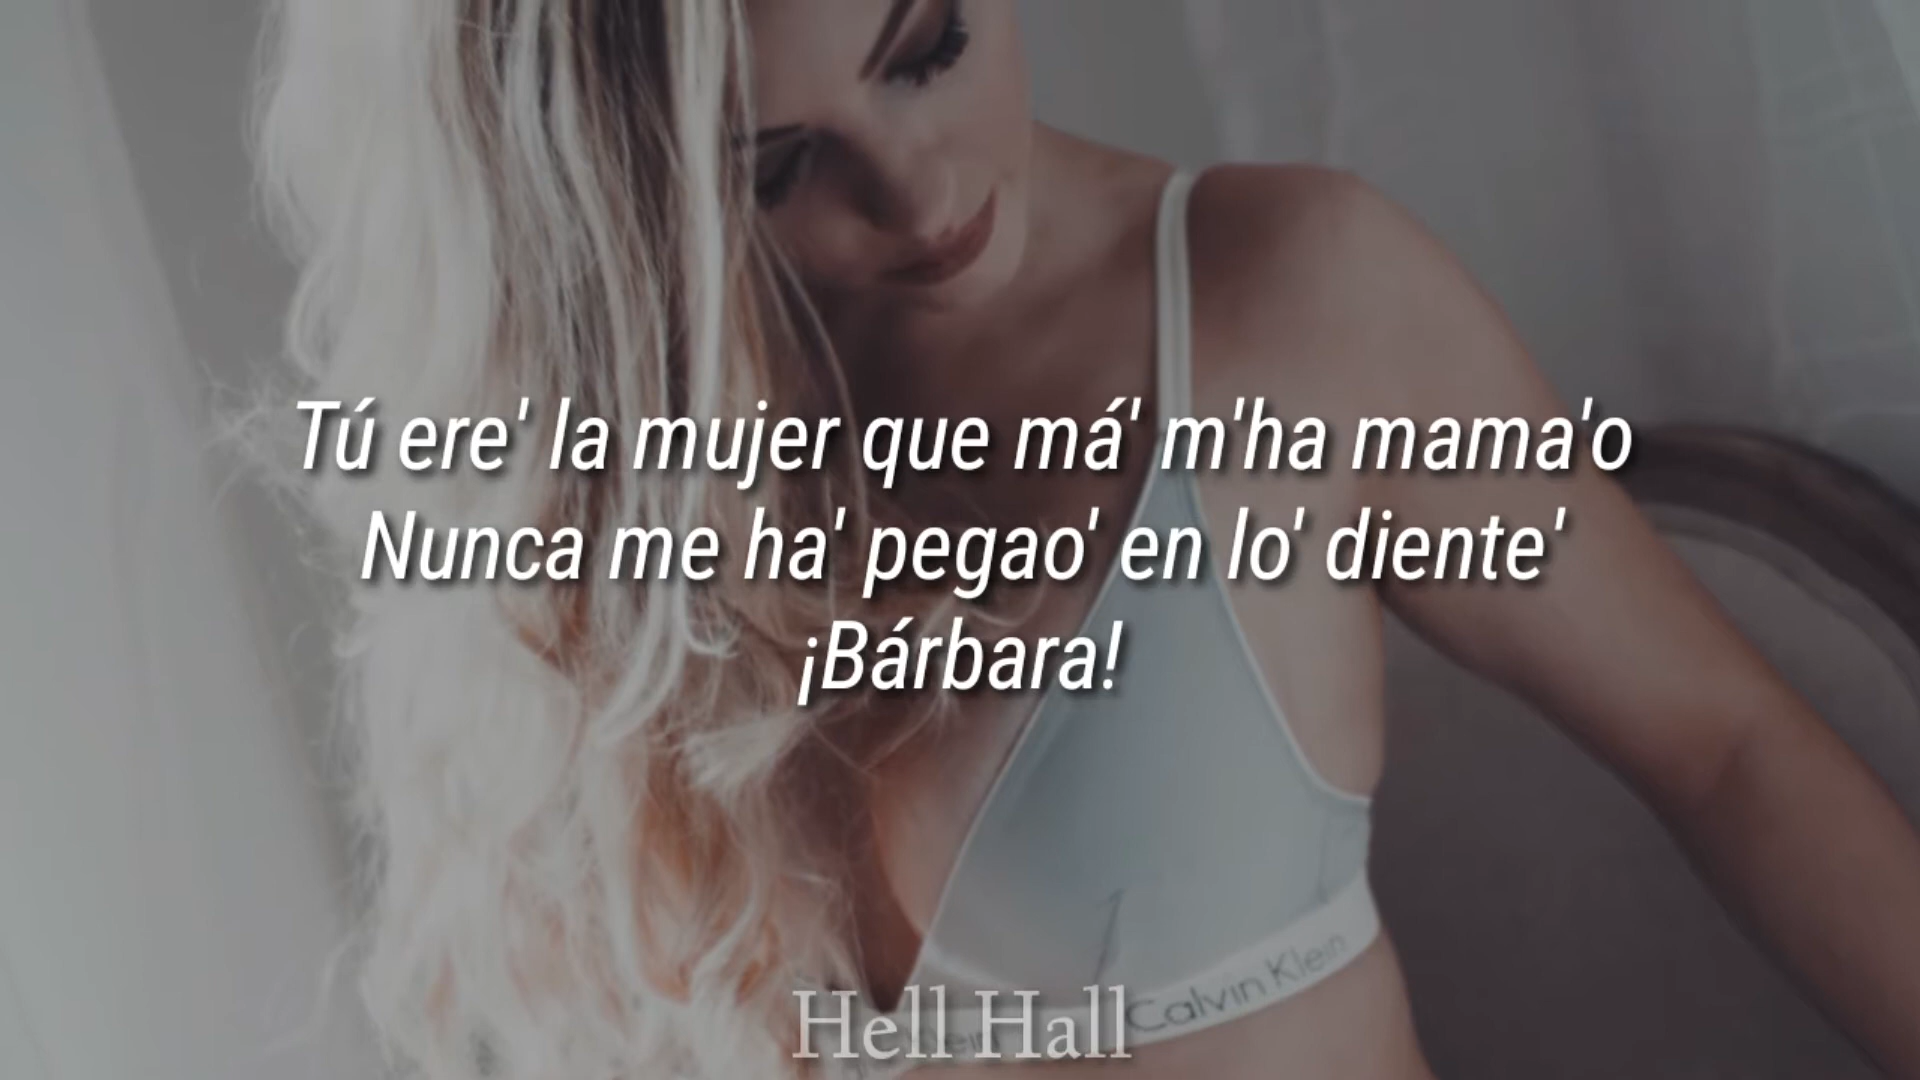 Tú ere' la mujer que má' m'ha mama'o
Nunca me ha' pegao' en lo' diente'
¡Bárbara!
Calvin Klein
Hell Hall